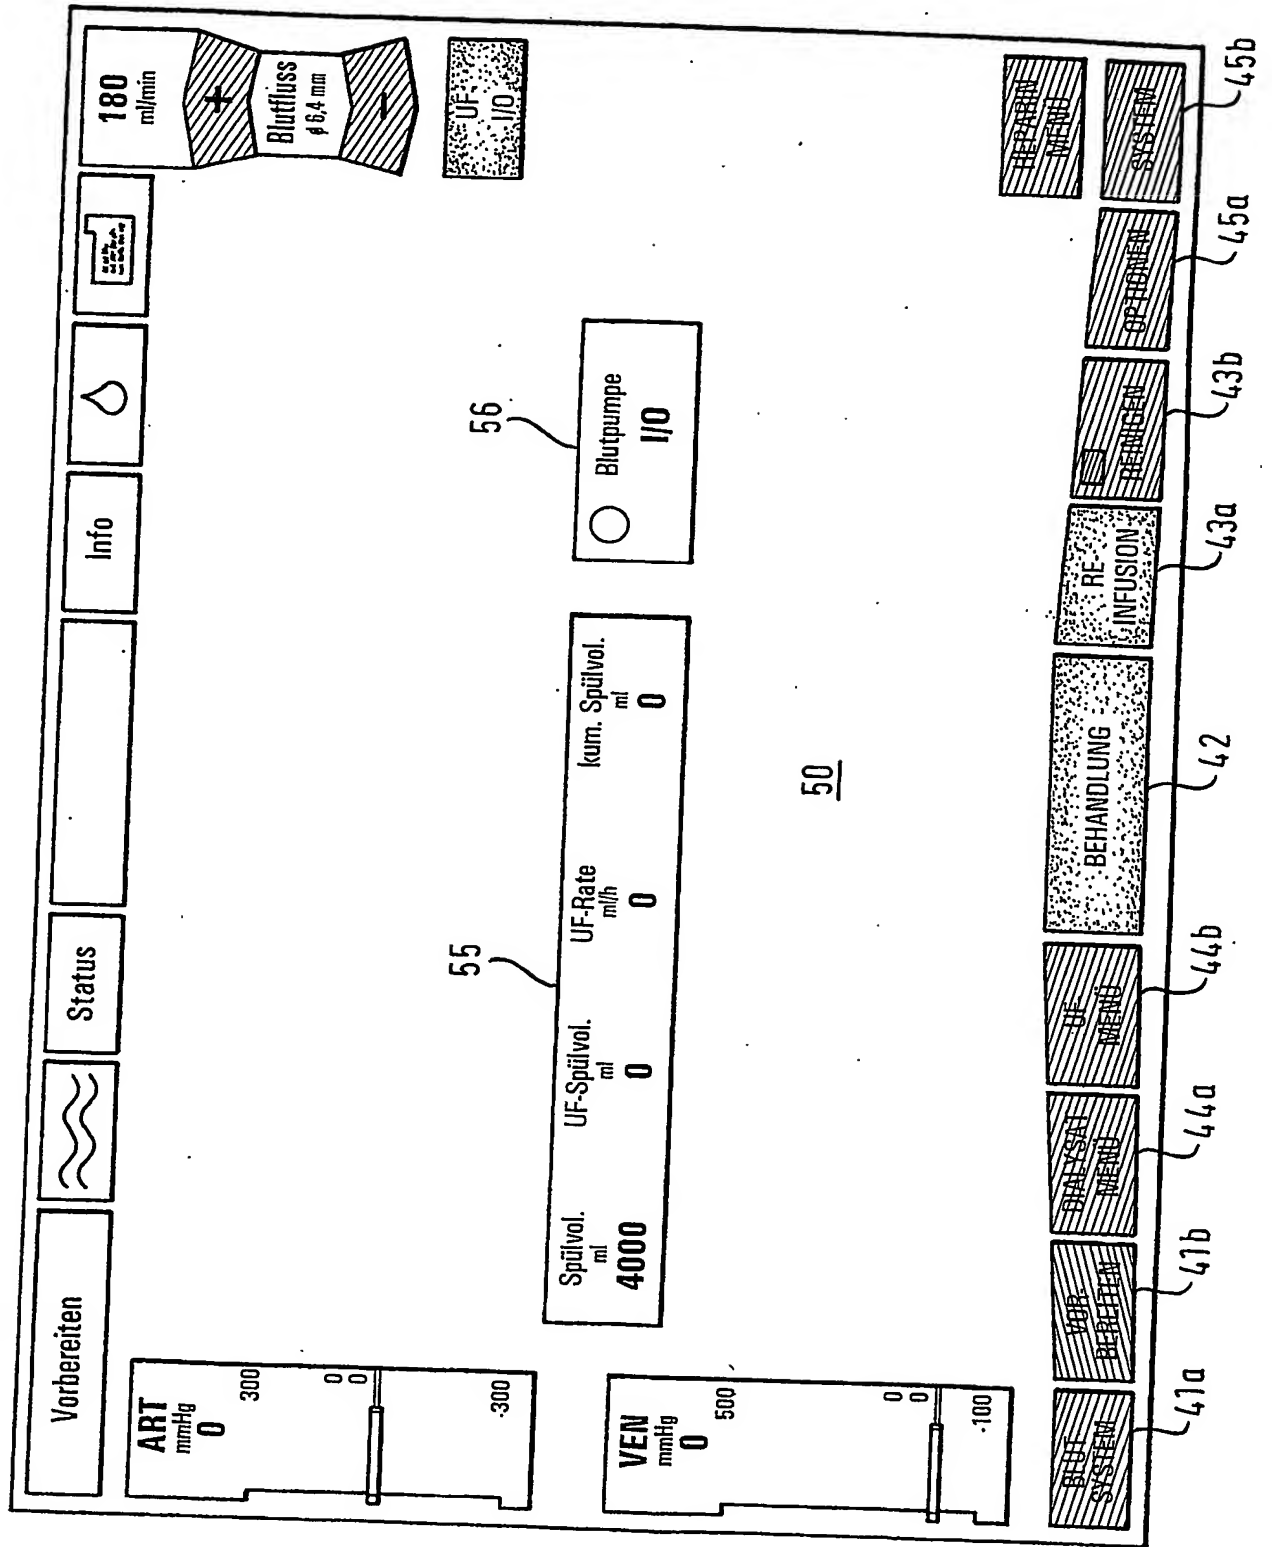 Vorbereiten
Status
Info
180
ml/min
+
Blutfluss
ø 6,4 mm
−
UF
I/O
ART
mmHg
0
300
0
0
-300
VEN
mmHg
0
500
0
0
-100
55
Spülvol.
ml
4000
UF-Spülvol.
ml
0
UF-Rate
ml/h
0
kum. Spülvol.
ml
0
56
Blutpumpe
I/O
50
HEPARIN
MENÜ
BLUT
SYSTEM
VOR-
BEREITEN
DIALYSAT
MENÜ
UF-
MENÜ
BEHANDLUNG
RE-
INFUSION
REINIGEN
OPTIONEN
SYSTEM
41a
41b
44a
44b
42
43a
43b
45a
45b